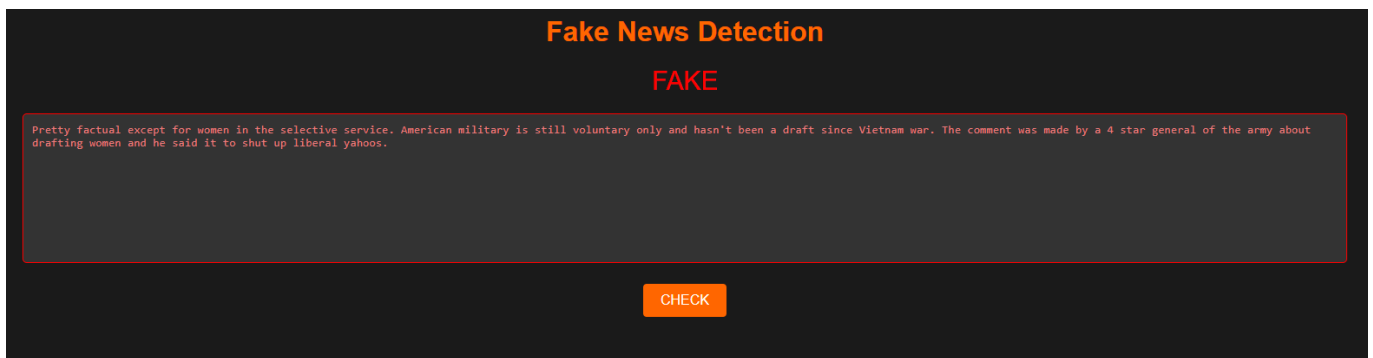 Fake News Detection
FAKE
Pretty factual except for women in the selective service. American military is still voluntary only and hasn't been a draft since Vietnam war. The comment was made by a 4 star general of the army about
drafting women and he said it to shut up liberal yahoos.
CHECK